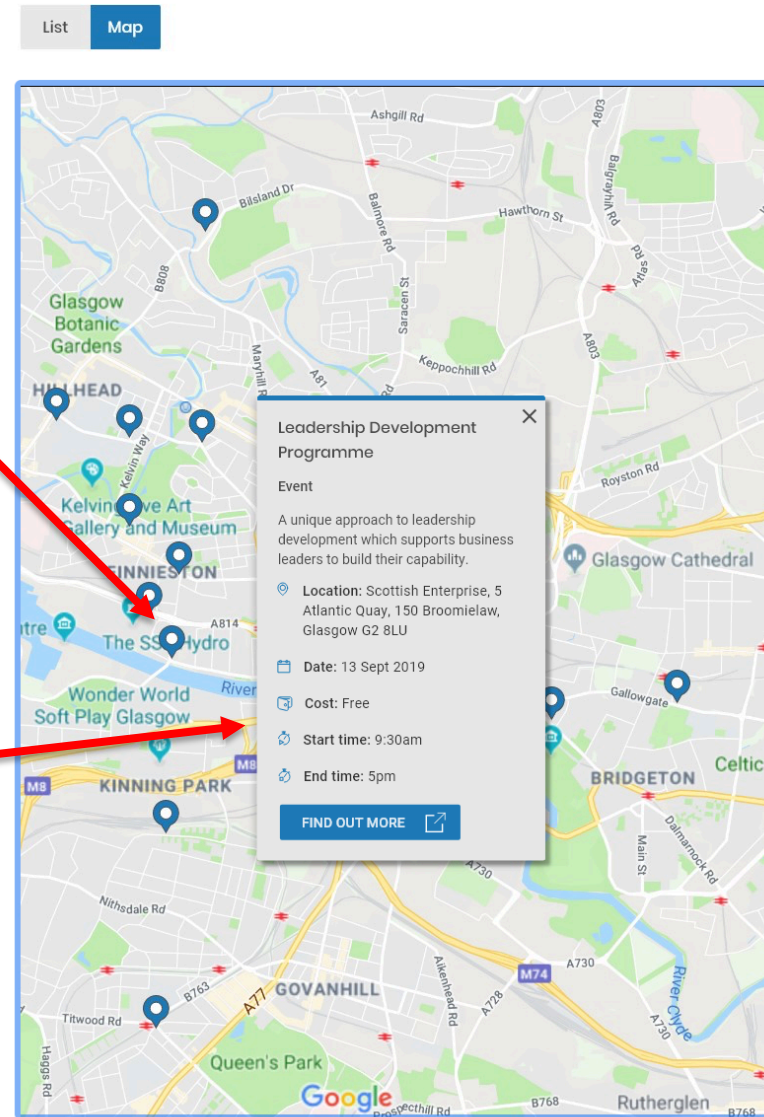 List
Map
Ashgill Rd
A803
Balgrayhill Rd
Bilsland Dr
Balmore Rd
Hawthorn St
B808
Atlas Rd
Glasgow
Botanic
Gardens
Saracen St
A803
Maryhill R
A81
Keppochhill Rd
Rd
HILLHEAD
Kelvin Way
Royston Rd
Kelvingrove Art
Gallery and Museum
Glasgow Cathedral
FINNIESTON
A814
tre
The SSE Hydro
River
Wonder World
Soft Play Glasgow
M8
M8
KINNING PARK
Leadership Development
Programme
Event
A unique approach to leadership
development which supports business
leaders to build their capability.
Location: Scottish Enterprise, 5
Atlantic Quay, 150 Broomielaw,
Glasgow G2 8LU
Date: 13 Sept 2019
Cost: Free
Start time: 9:30am
End time: 5pm
FIND OUT MORE
Gallowgate
BRIDGETON
Celtic
Main St
Dalmarnock Rd
A730
Nithsdale Rd
B763
A77
GOVANHILL
Aikenhead Rd
A728
M74
A730
River Clyde
A730
Titwood Rd
Haggs Rd
Queen's Park
Google
Prospecthill Rd
B768
Rutherglen
B768